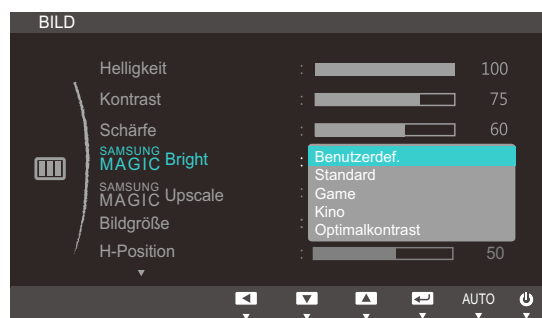 BILD
Helligkeit : 100
Kontrast : 75
Schärfe : 60
SAMSUNG MAGIC Bright : Benutzerdef.
Standard
SAMSUNG MAGIC Upscale : Game
Kino
Bildgröße : Optimalkontrast
H-Position : 50
AUTO